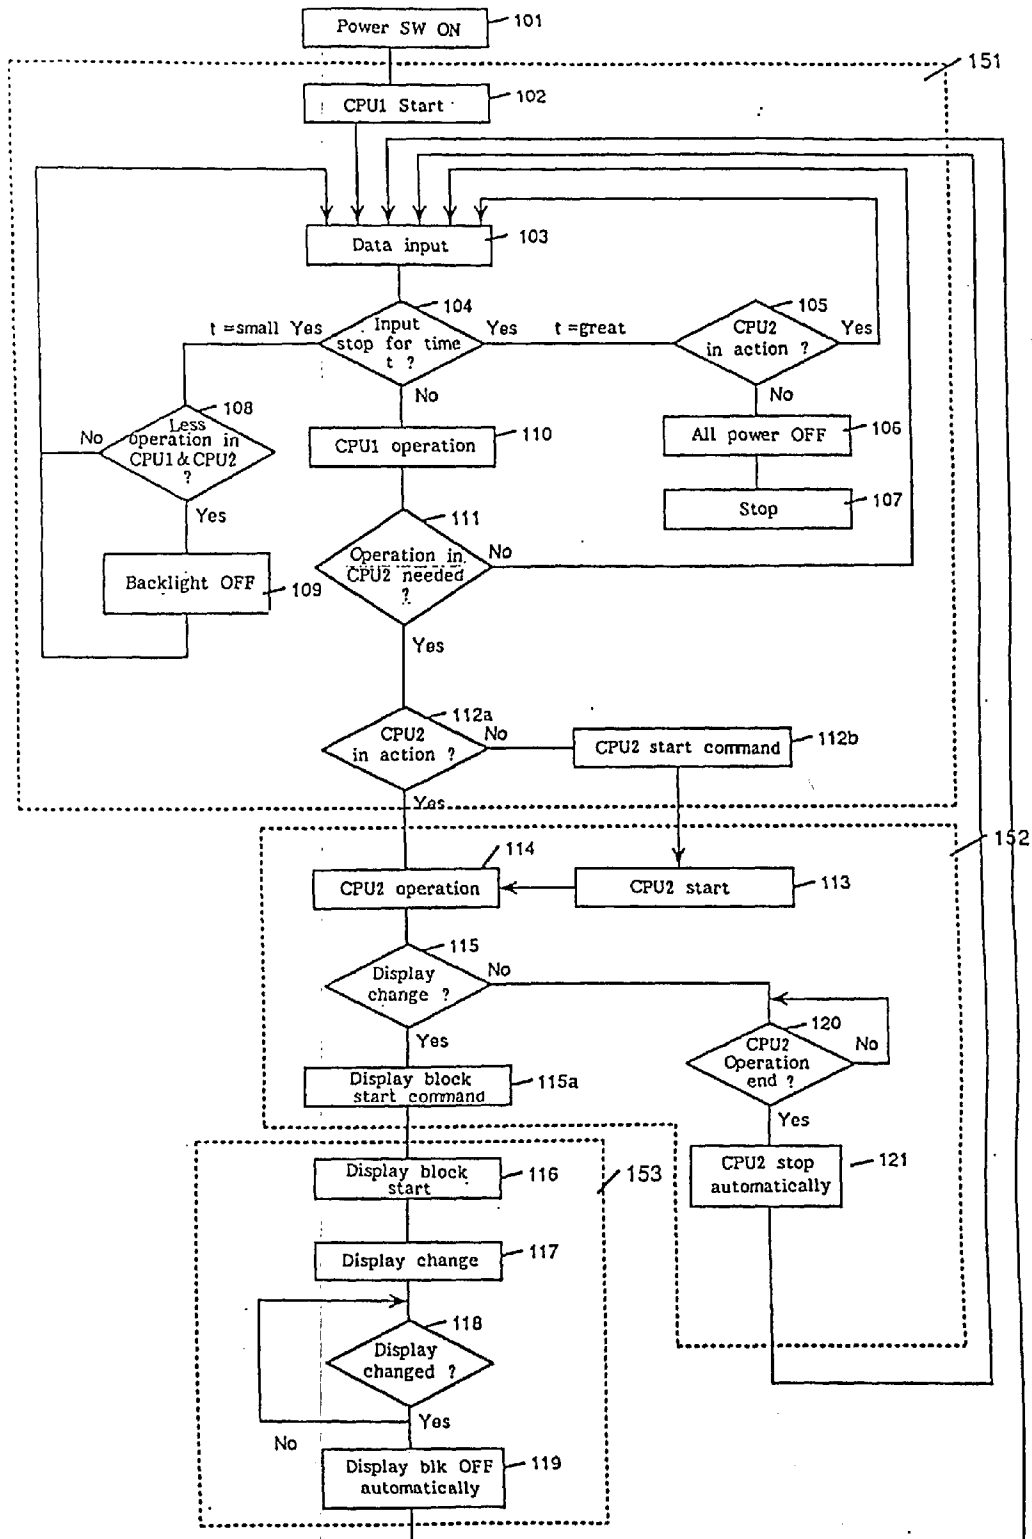 Power SW ON
101
151
CPU1 Start
102
Data input
103
104
Input
stop for time
t ?
t =small Yes
Yes
t =great
105
CPU2
in action ?
Yes
No
No
108
Less
operation in
CPU1 & CPU2
?
No
Yes
CPU1 operation
110
All power OFF
106
Stop
107
Backlight OFF
109
111
Operation in
CPU2 needed
?
No
Yes
112a
CPU2
in action ?
No
Yes
CPU2 start command
112b
152
114
CPU2 operation
CPU2 start
113
115
Display
change ?
No
Yes
120
CPU2
Operation
end ?
No
Yes
Display block
start command
115a
CPU2 stop
automatically
121
Display block
start
116
153
Display change
117
118
Display
changed ?
Yes
No
Display blk OFF
automatically
119